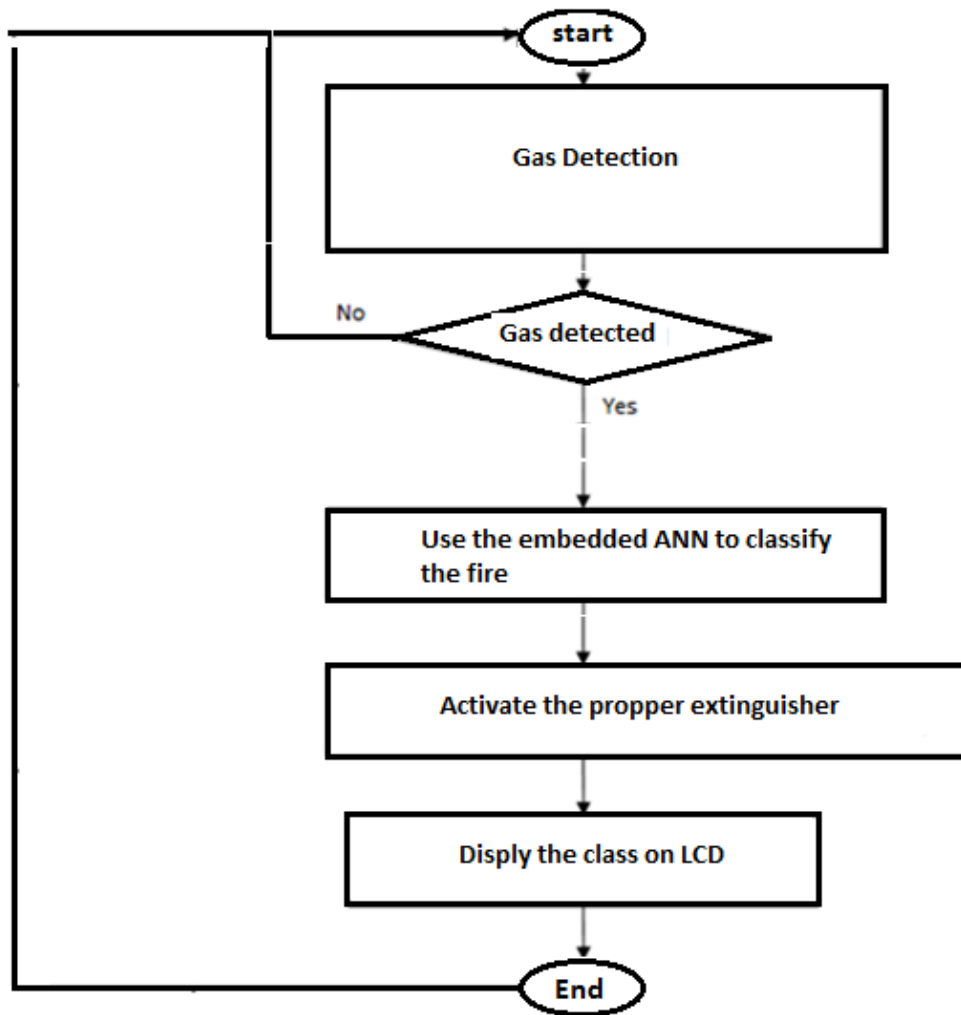 start
Gas Detection
Gas detected
No
Yes
Use the embedded ANN to classify
the fire
Activate the propper extinguisher
Disply the class on LCD
End